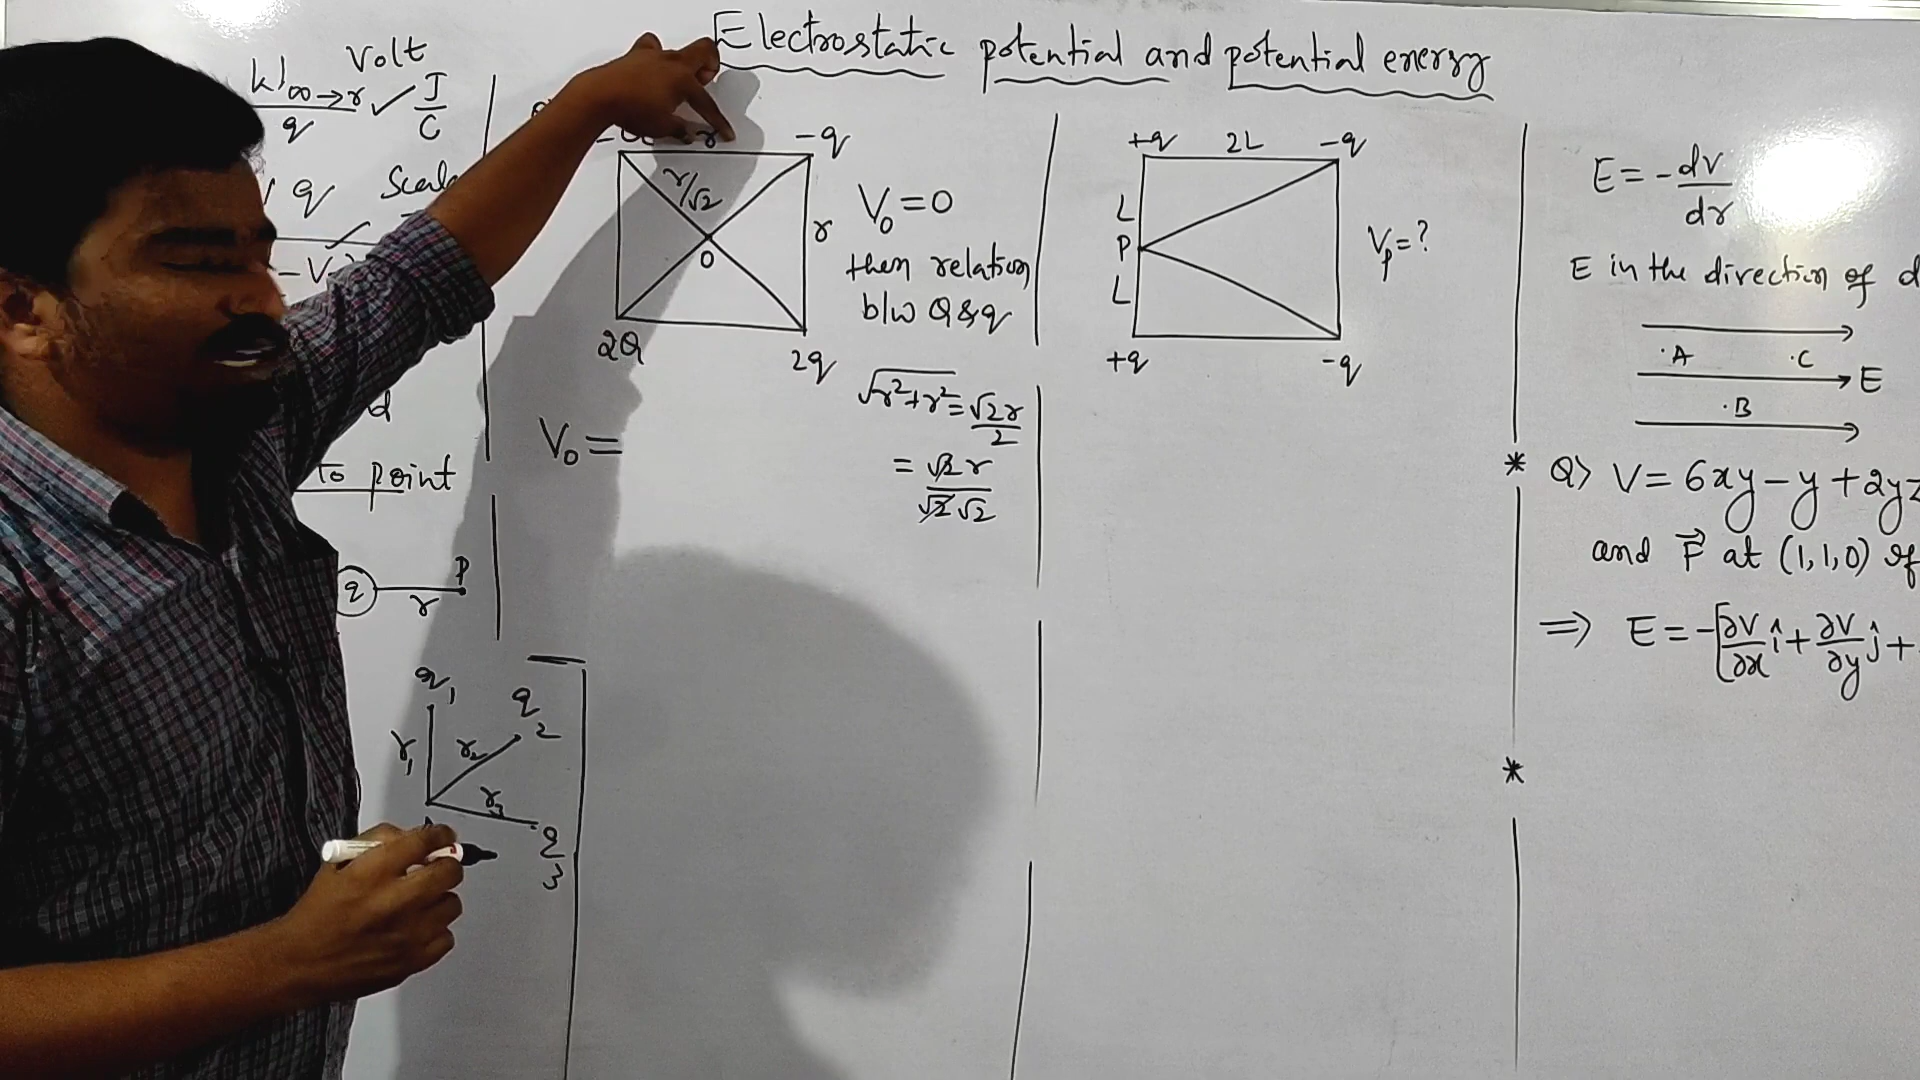 Electrostatic potential and potential energy
Volt
W∞→r ✓ J
q C
q Scala
To point
q r P
q1 q2
r1 r2
r3
q3
r -q
r/√2
O
r
2Q 2q
V0=0
then relation
b/w Q & q
√r²+r² = √2r
2
= √2r
√2√2
V0=
+q 2L -q
L
P
L
+q -q
Vp=?
E = -dv
dr
E in the direction of d
.A .C
E
.B
* Q> V = 6xy - y + 2yz
and F⃗ at (1,1,0) of
⇒ E = -[∂V/∂x î + ∂V/∂y ĵ +
*